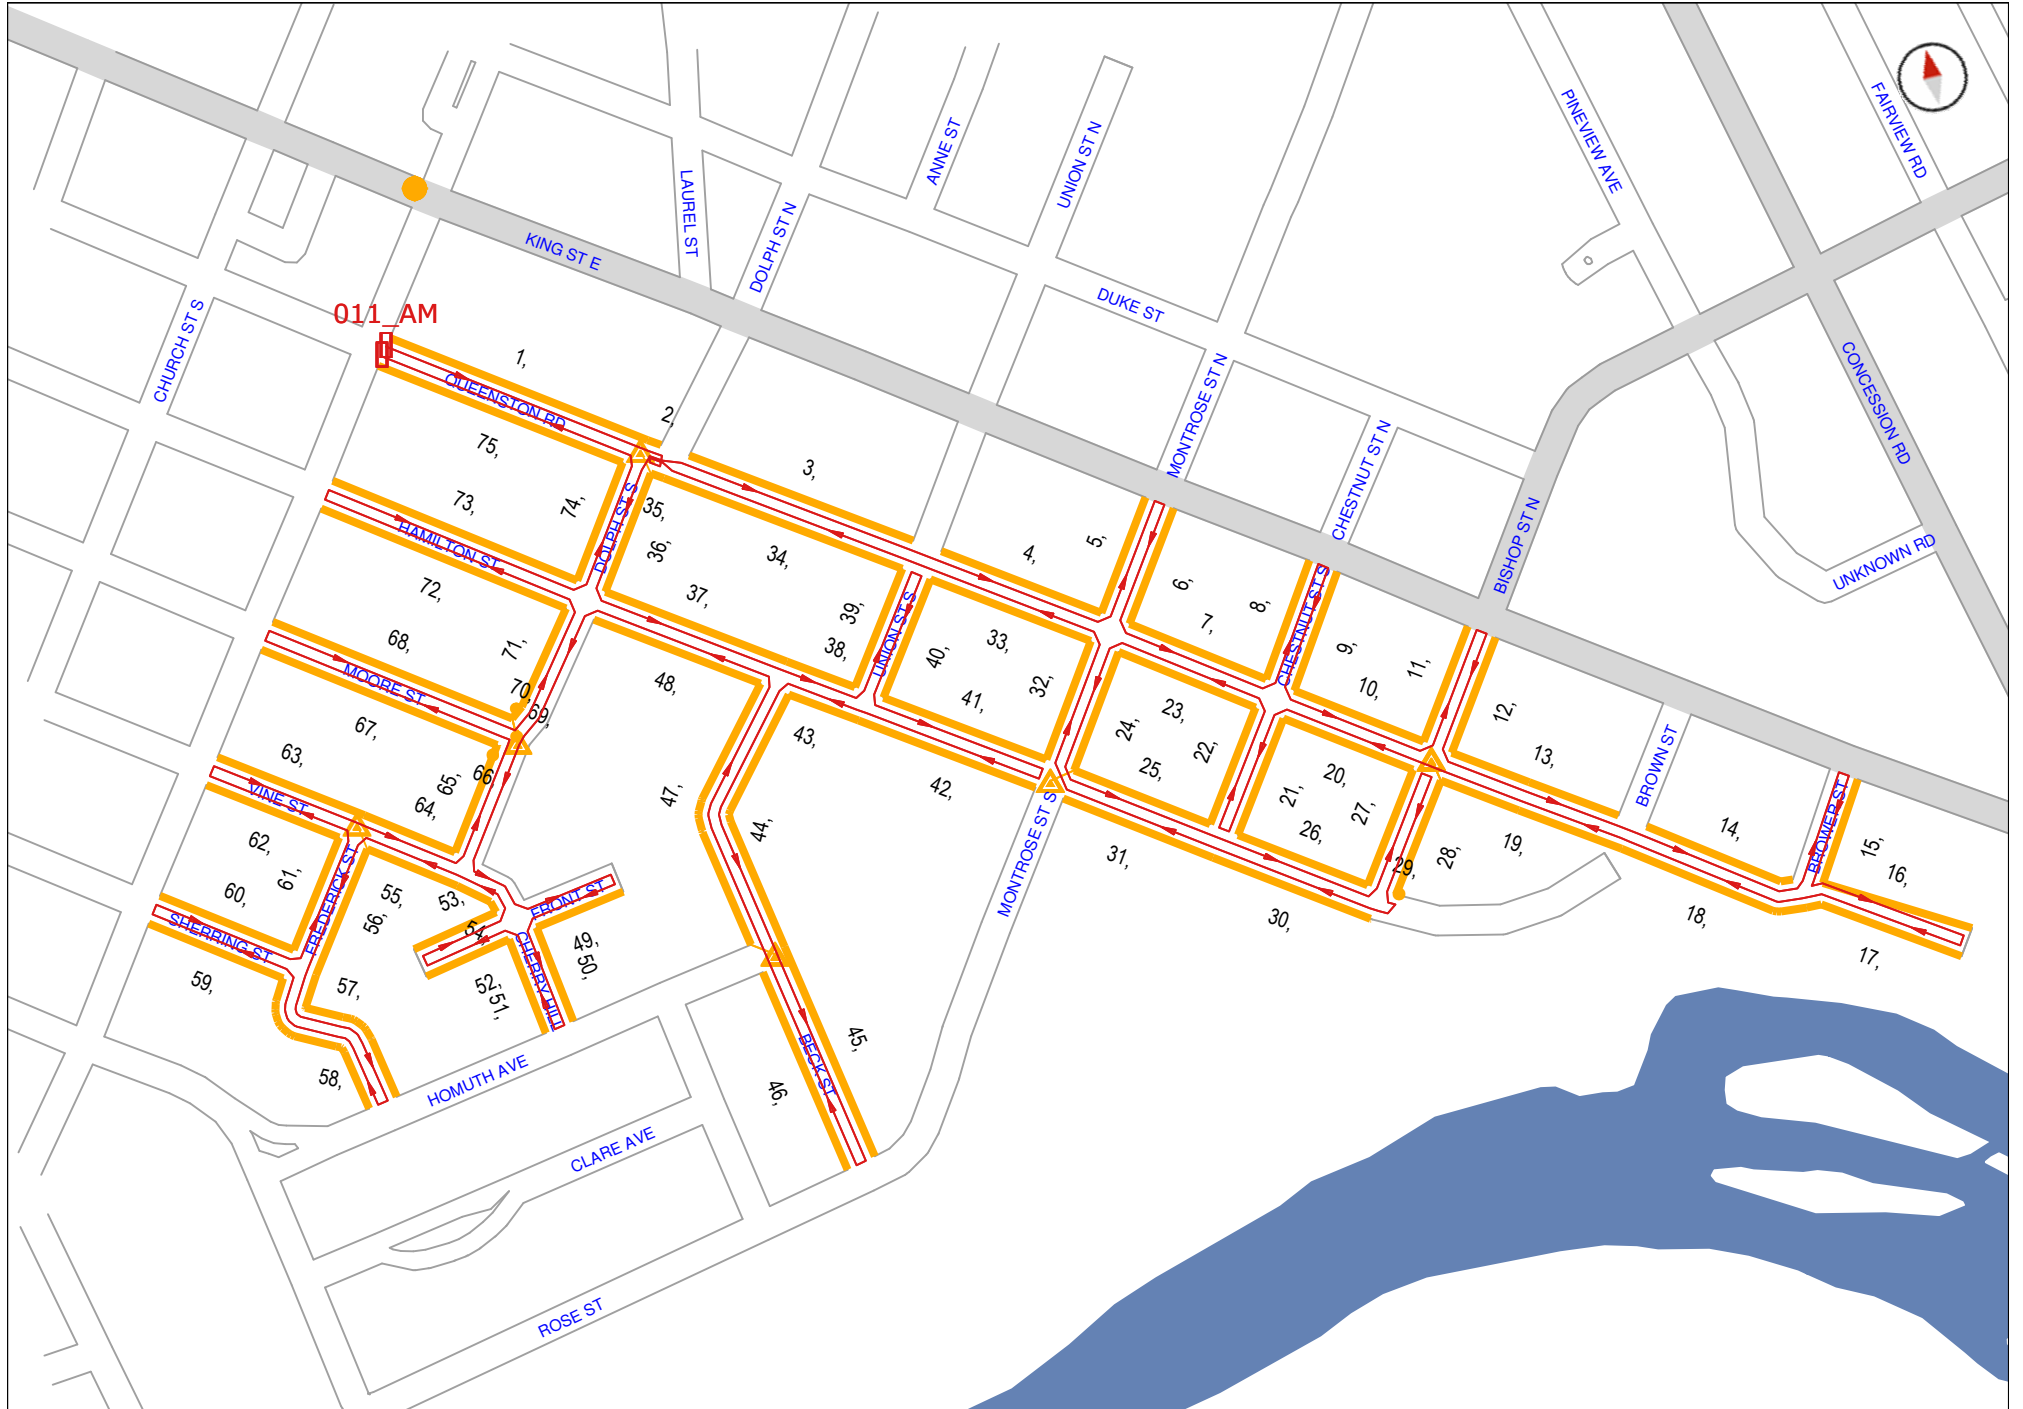 FAIRVIEW RD
PINEVIEW AVE
ANNE ST
UNION ST N
LAUREL ST
DOLPH ST N
KING ST E
DUKE ST
CHURCH ST S
011_AM
1,
QUEENSTON RD
2,
3,
MONTROSE ST N
CHESTNUT ST N
CONCESSION RD
BISHOP ST N
UNKNOWN RD
75,
73,
74,
35,
DOLPH ST S
36,
34,
4,
5,
HAMILTON ST
72,
37,
39,
38,
UNION ST S
6,
7,
8,
CHESTNUT ST S
9,
10,
11,
12,
13,
BROWN ST
68,
71,
MOORE ST
70,
69,
48,
40,
33,
41,
32,
24,
23,
22,
25,
67,
63,
65,
66
64,
VINE ST
47,
44,
43,
42,
MONTROSE ST S
21,
20,
27,
26,
31,
29,
28,
19,
14,
BROWER ST
15,
16,
62,
61,
60,
FREDERICK ST
55,
56,
53,
54,
FRONT ST
SHERRING ST
59,
57,
52,
51,
CHERRY HILL
49,
50,
30,
18,
17,
58,
HOMUTH AVE
46,
45,
BECK ST
CLARE AVE
ROSE ST